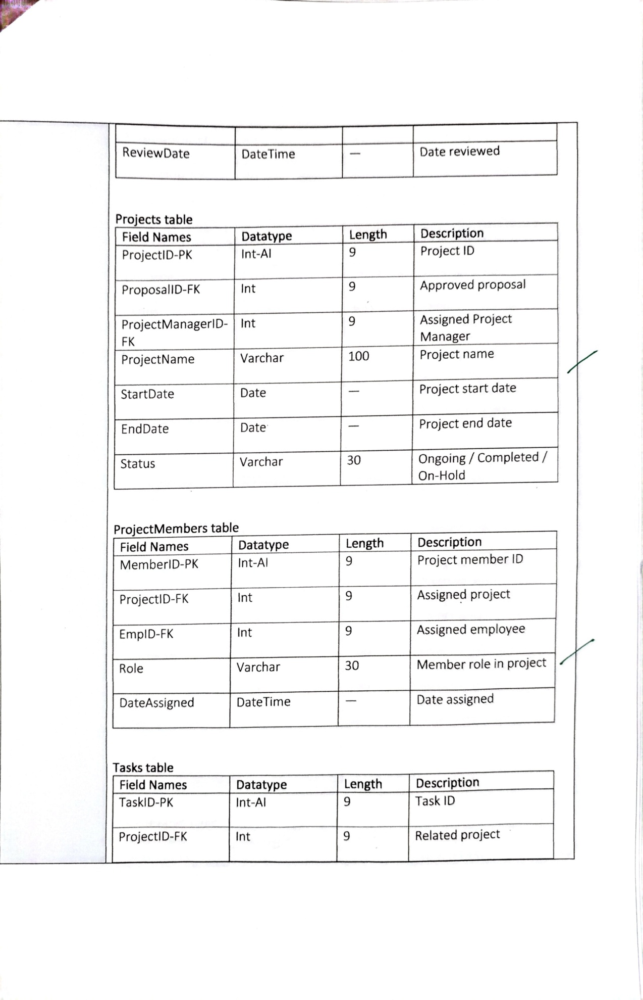 ReviewDate DateTime — Date reviewed
Projects table
Field Names Datatype Length Description
ProjectID-PK Int-AI 9 Project ID
ProposalID-FK Int 9 Approved proposal
ProjectManagerID- Int 9 Assigned Project
FK Manager
ProjectName Varchar 100 Project name
StartDate Date — Project start date
EndDate Date — Project end date
Status Varchar 30 Ongoing / Completed /
On-Hold
ProjectMembers table
Field Names Datatype Length Description
MemberID-PK Int-AI 9 Project member ID
ProjectID-FK Int 9 Assigned project
EmpID-FK Int 9 Assigned employee
Role Varchar 30 Member role in project
DateAssigned DateTime — Date assigned
Tasks table
Field Names Datatype Length Description
TaskID-PK Int-AI 9 Task ID
ProjectID-FK Int 9 Related project